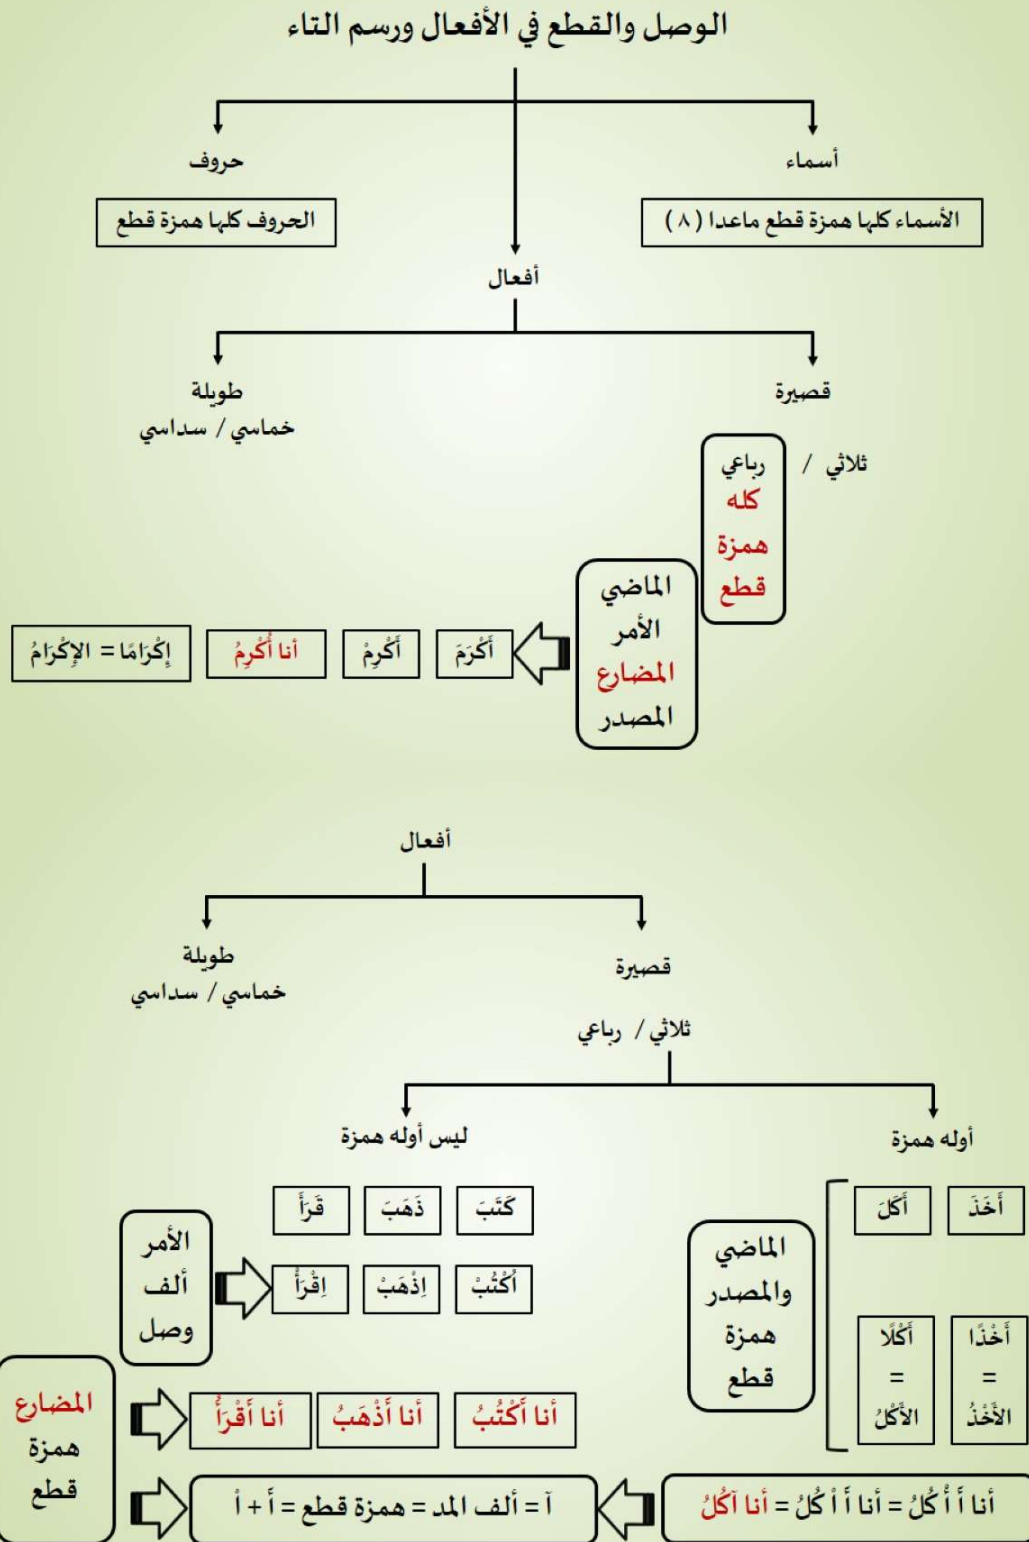 الوصل والقطع في الأفعال ورسم التاء
أسماء
حروف
الأسماء كلها همزة قطع ماعدا ( ٨ )
الحروف كلها همزة قطع
أفعال
قصيرة
طويلة
خماسي / سداسي
ثلاثي / رباعي
كله
همزة
قطع
الماضي
الأمر
المضارع
المصدر
أَكْرَمَ
أَكْرِمْ
أنا أُكْرِمُ
إِكْرَامًا = الإِكْرَامُ
أفعال
قصيرة
طويلة
خماسي / سداسي
ثلاثي / رباعي
أوله همزة
ليس أوله همزة
أَخَذَ
أَكَلَ
الماضي
والمصدر
همزة
قطع
أَخْذًا
=
الأَخْذُ
أَكْلًا
=
الأَكْلُ
كَتَبَ
ذَهَبَ
قَرَأَ
الأمر
ألف
وصل
اُكْتُبْ
اِذْهَبْ
اِقْرَأْ
المضارع
همزة
قطع
أنا أَكْتُبُ
أنا أَذْهَبُ
أنا أَقْرَأُ
أنا أَ أْ كُلُ = أنا أَ أْ كُلُ = أنا آكُلُ
آ = ألف المد = همزة قطع = أَ + أْ